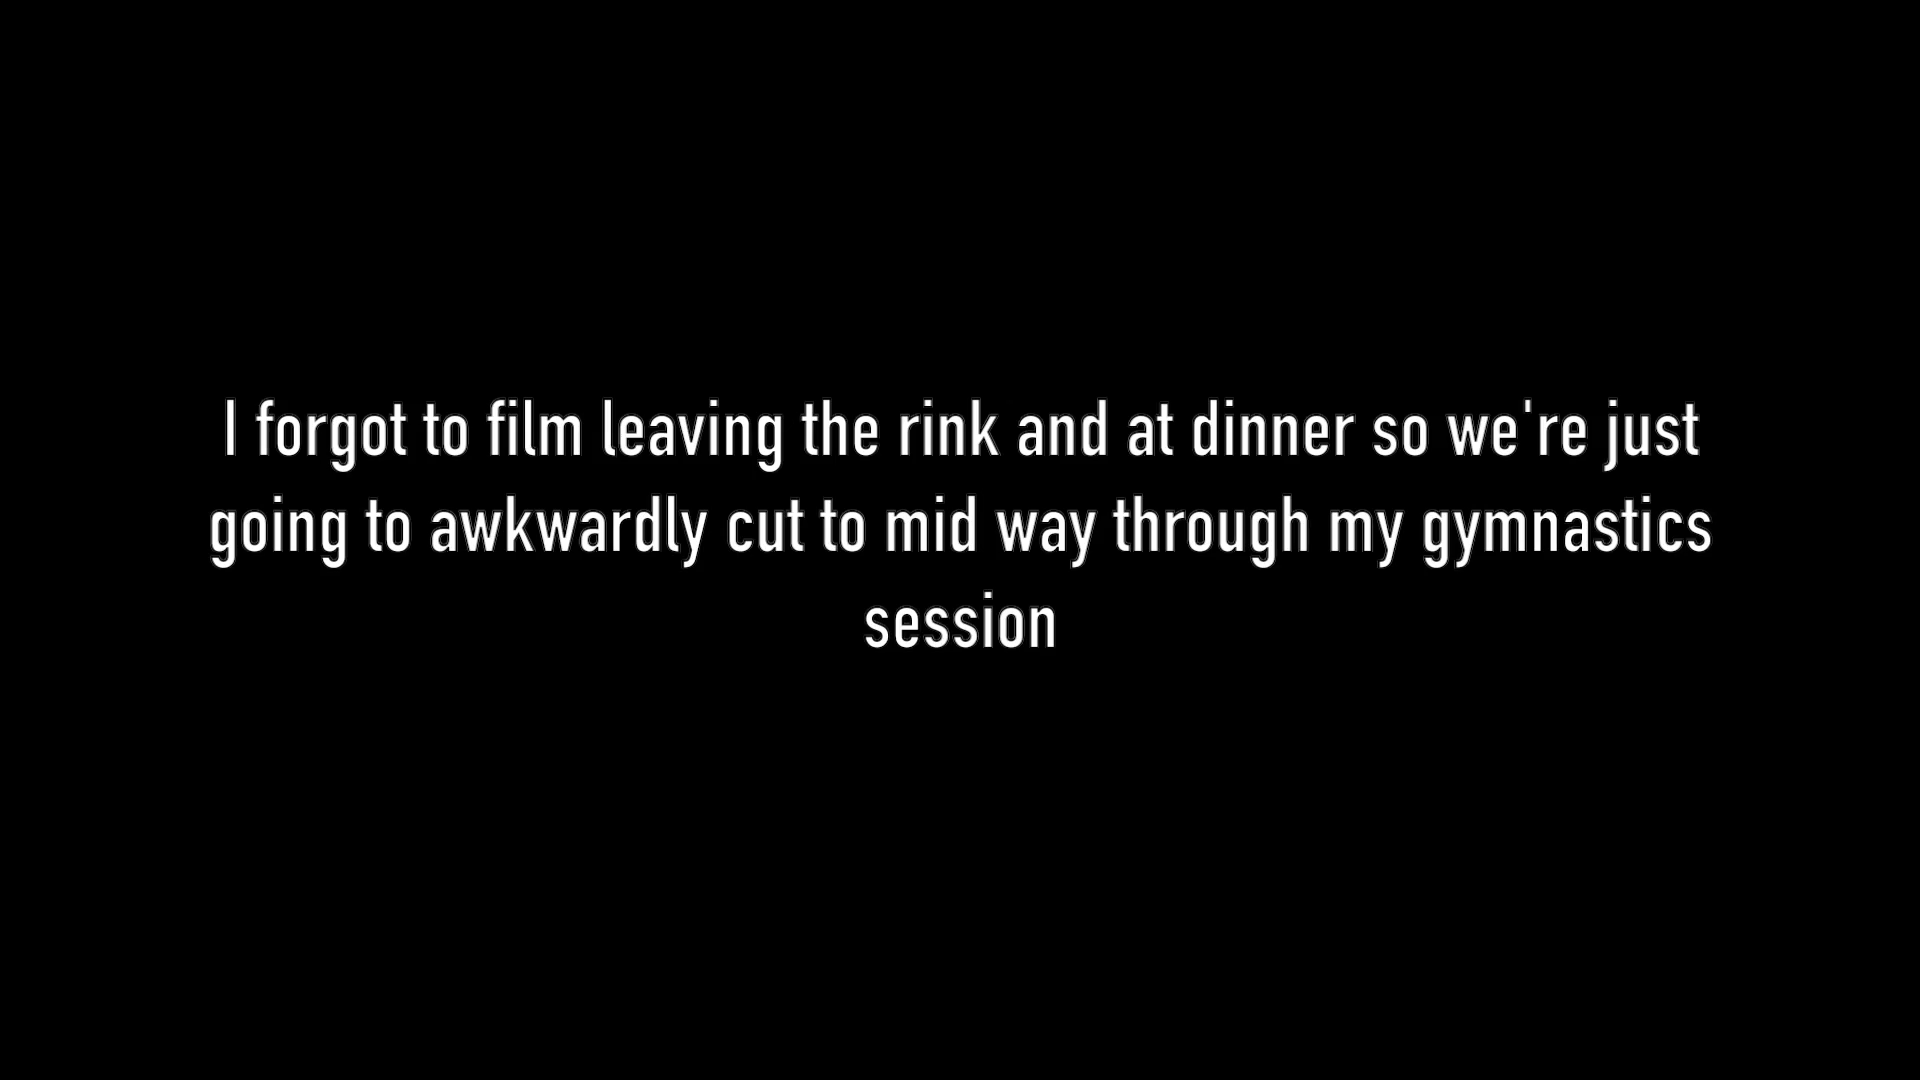 I forgot to film leaving the rink and at dinner so we're just
going to awkwardly cut to mid way through my gymnastics
session